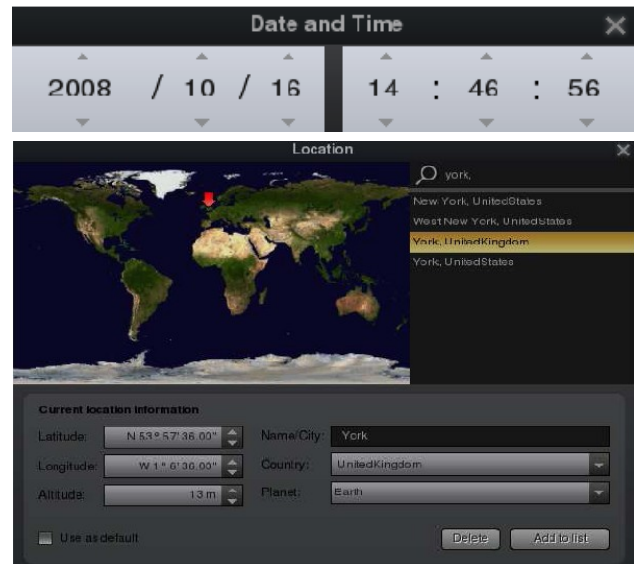 Date and Time
2008 / 10 / 16 14 : 46 : 56
Location
york,
New York, UnitedStates
West New York, UnitedStates
York, UnitedKingdom
York, UnitedStates
Current location information
Latitude: N 53° 57' 36.00" Name/City: York
Longitude: W 1° 6' 36.00" Country: UnitedKingdom
Altitude: 13 m Planet: Earth
Use as default Delete Add to list